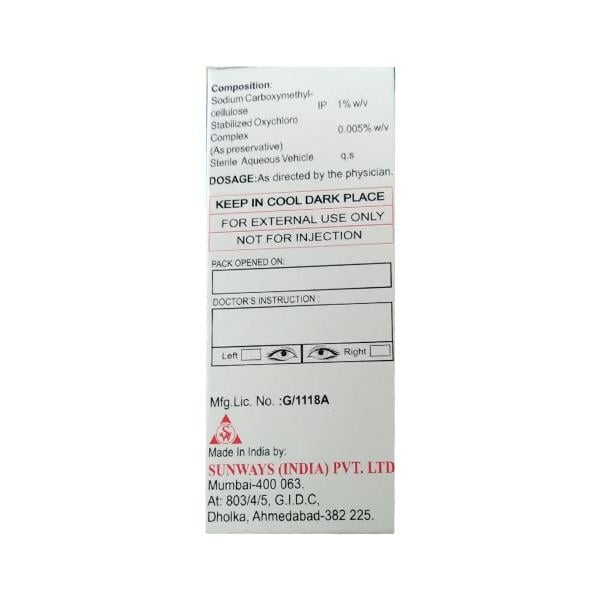 Composition:
Sodium Carboxymethyl-
cellulose IP 1% w/v
Stabilized Oxychloro
Complex 0.005% w/v
(As preservative)
Sterile Aqueous Vehicle q.s
DOSAGE:As directed by the physician.
KEEP IN COOL DARK PLACE
FOR EXTERNAL USE ONLY
NOT FOR INJECTION
PACK OPENED ON:
DOCTOR'S INSTRUCTION :
Left Right
Mfg.Lic. No. :G/1118A
SW
Made In India by:
SUNWAYS (INDIA) PVT. LTD
Mumbai-400 063.
At: 803/4/5, G.I.D.C,
Dholka, Ahmedabad-382 225.